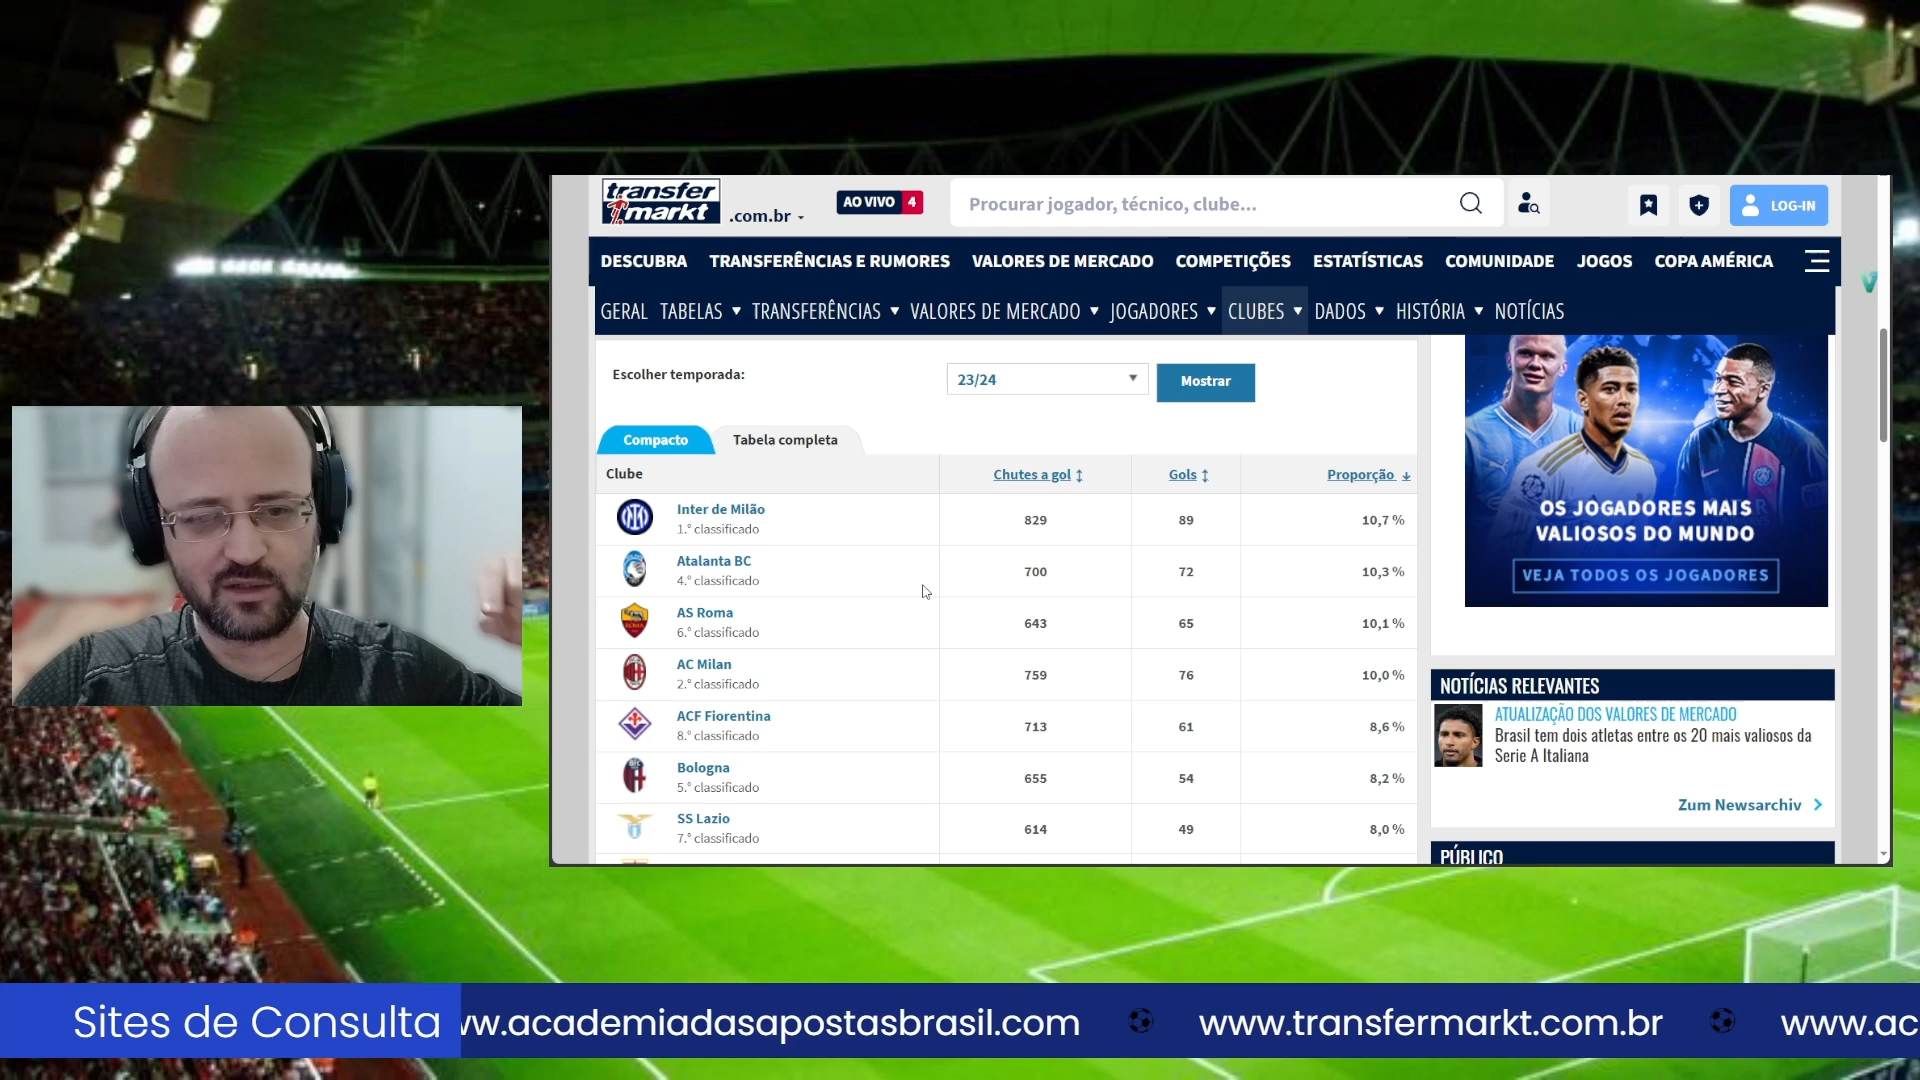 transfer
markt
.com.br
AO VIVO 4
Procurar jogador, técnico, clube...
LOG-IN
DESCUBRA TRANSFERÊNCIAS E RUMORES VALORES DE MERCADO COMPETIÇÕES ESTATÍSTICAS COMUNIDADE JOGOS COPA AMÉRICA
GERAL TABELAS TRANSFERÊNCIAS VALORES DE MERCADO JOGADORES CLUBES DADOS HISTÓRIA NOTÍCIAS
Escolher temporada: 23/24 Mostrar
Compacto Tabela completa
Clube Chutes a gol Gols Proporção
Inter de Milão
1.° classificado
829 89 10,7 %
Atalanta BC
4.° classificado
700 72 10,3 %
AS Roma
6.° classificado
643 65 10,1 %
AC Milan
2.° classificado
759 76 10,0 %
ACF Fiorentina
8.° classificado
713 61 8,6 %
Bologna
5.° classificado
655 54 8,2 %
SS Lazio
7.° classificado
614 49 8,0 %
OS JOGADORES MAIS
VALIOSOS DO MUNDO
VEJA TODOS OS JOGADORES
NOTÍCIAS RELEVANTES
ATUALIZAÇÃO DOS VALORES DE MERCADO
Brasil tem dois atletas entre os 20 mais valiosos da
Serie A Italiana
Zum Newsarchiv
PÚBLICO
Sites de Consulta
vw.academiadasapostasbrasil.com www.transfermarkt.com.br www.ac